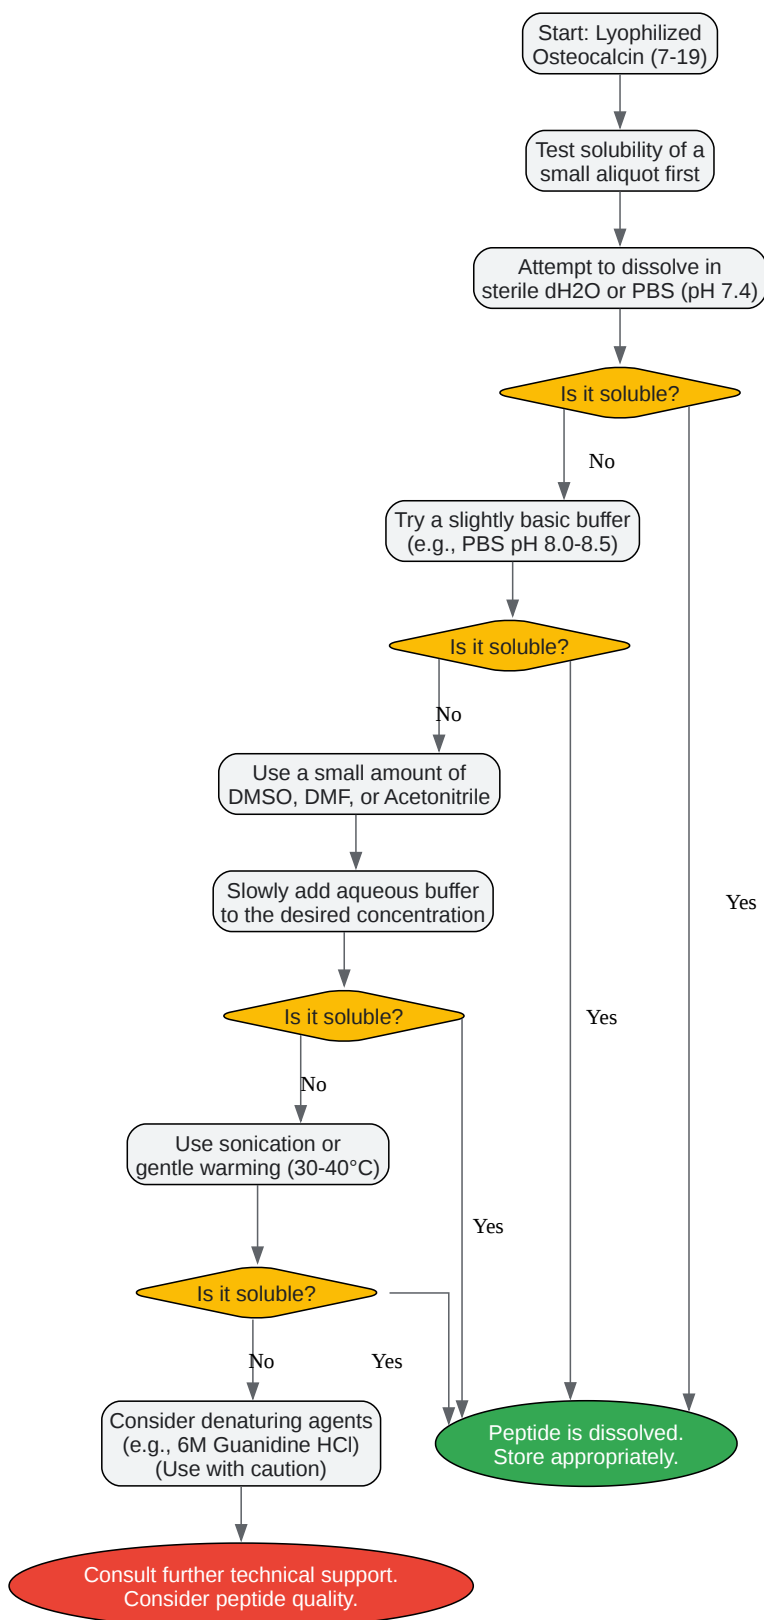 Start: Lyophilized
Osteocalcin (7-19)
Test solubility of a
small aliquot first
Attempt to dissolve in
sterile dH2O or PBS (pH 7.4)
Is it soluble?
No
Try a slightly basic buffer
(e.g., PBS pH 8.0-8.5)
Is it soluble?
No
Use a small amount of
DMSO, DMF, or Acetonitrile
Slowly add aqueous buffer
to the desired concentration
Yes
Is it soluble?
Yes
No
Use sonication or
gentle warming (30-40°C)
Yes
Is it soluble?
No
Yes
Consider denaturing agents
(e.g., 6M Guanidine HCl)
(Use with caution)
Peptide is dissolved.
Store appropriately.
Consult further technical support.
Consider peptide quality.